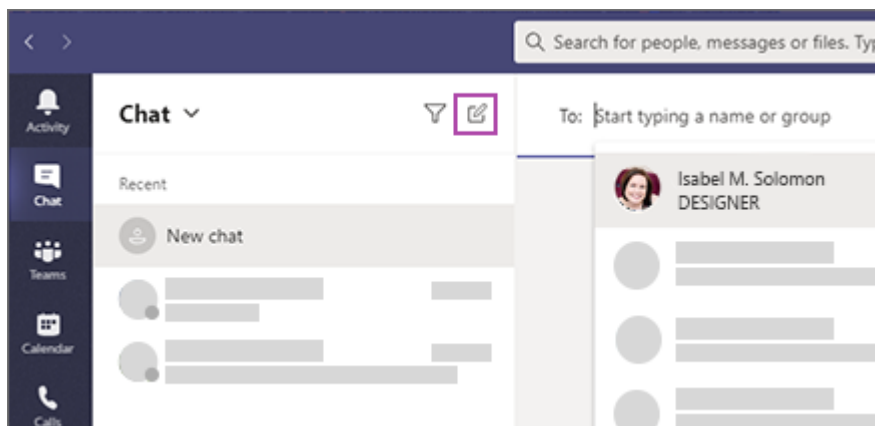 Search for people, messages or files. Typ
Activity
Chat
Teams
Calendar
Calls
Chat
Recent
New chat
To: Start typing a name or group
Isabel M. Solomon
DESIGNER